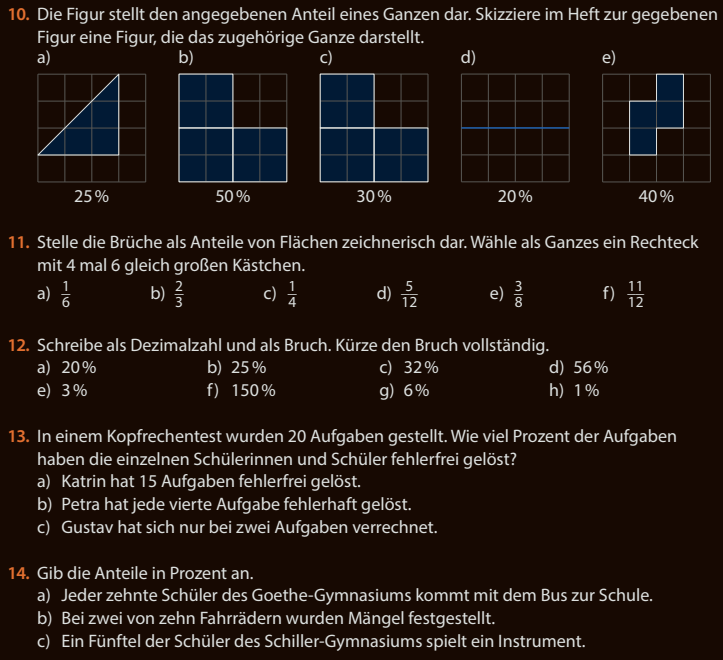 10. Die Figur stellt den angegebenen Anteil eines Ganzen dar. Skizziere im Heft zur gegebenen
Figur eine Figur, die das zugehörige Ganze darstellt.
a) b) c) d) e)
25 % 50 % 30 % 20 % 40 %
11. Stelle die Brüche als Anteile von Flächen zeichnerisch dar. Wähle als Ganzes ein Rechteck
mit 4 mal 6 gleich großen Kästchen.
a) 1/6 b) 2/3 c) 1/4 d) 5/12 e) 3/8 f) 11/12
12. Schreibe als Dezimalzahl und als Bruch. Kürze den Bruch vollständig.
a) 20 % b) 25 % c) 32 % d) 56 %
e) 3 % f) 150 % g) 6 % h) 1 %
13. In einem Kopfrechentest wurden 20 Aufgaben gestellt. Wie viel Prozent der Aufgaben
haben die einzelnen Schülerinnen und Schüler fehlerfrei gelöst?
a) Katrin hat 15 Aufgaben fehlerfrei gelöst.
b) Petra hat jede vierte Aufgabe fehlerhaft gelöst.
c) Gustav hat sich nur bei zwei Aufgaben verrechnet.
14. Gib die Anteile in Prozent an.
a) Jeder zehnte Schüler des Goethe-Gymnasiums kommt mit dem Bus zur Schule.
b) Bei zwei von zehn Fahrrädern wurden Mängel festgestellt.
c) Ein Fünftel der Schüler des Schiller-Gymnasiums spielt ein Instrument.